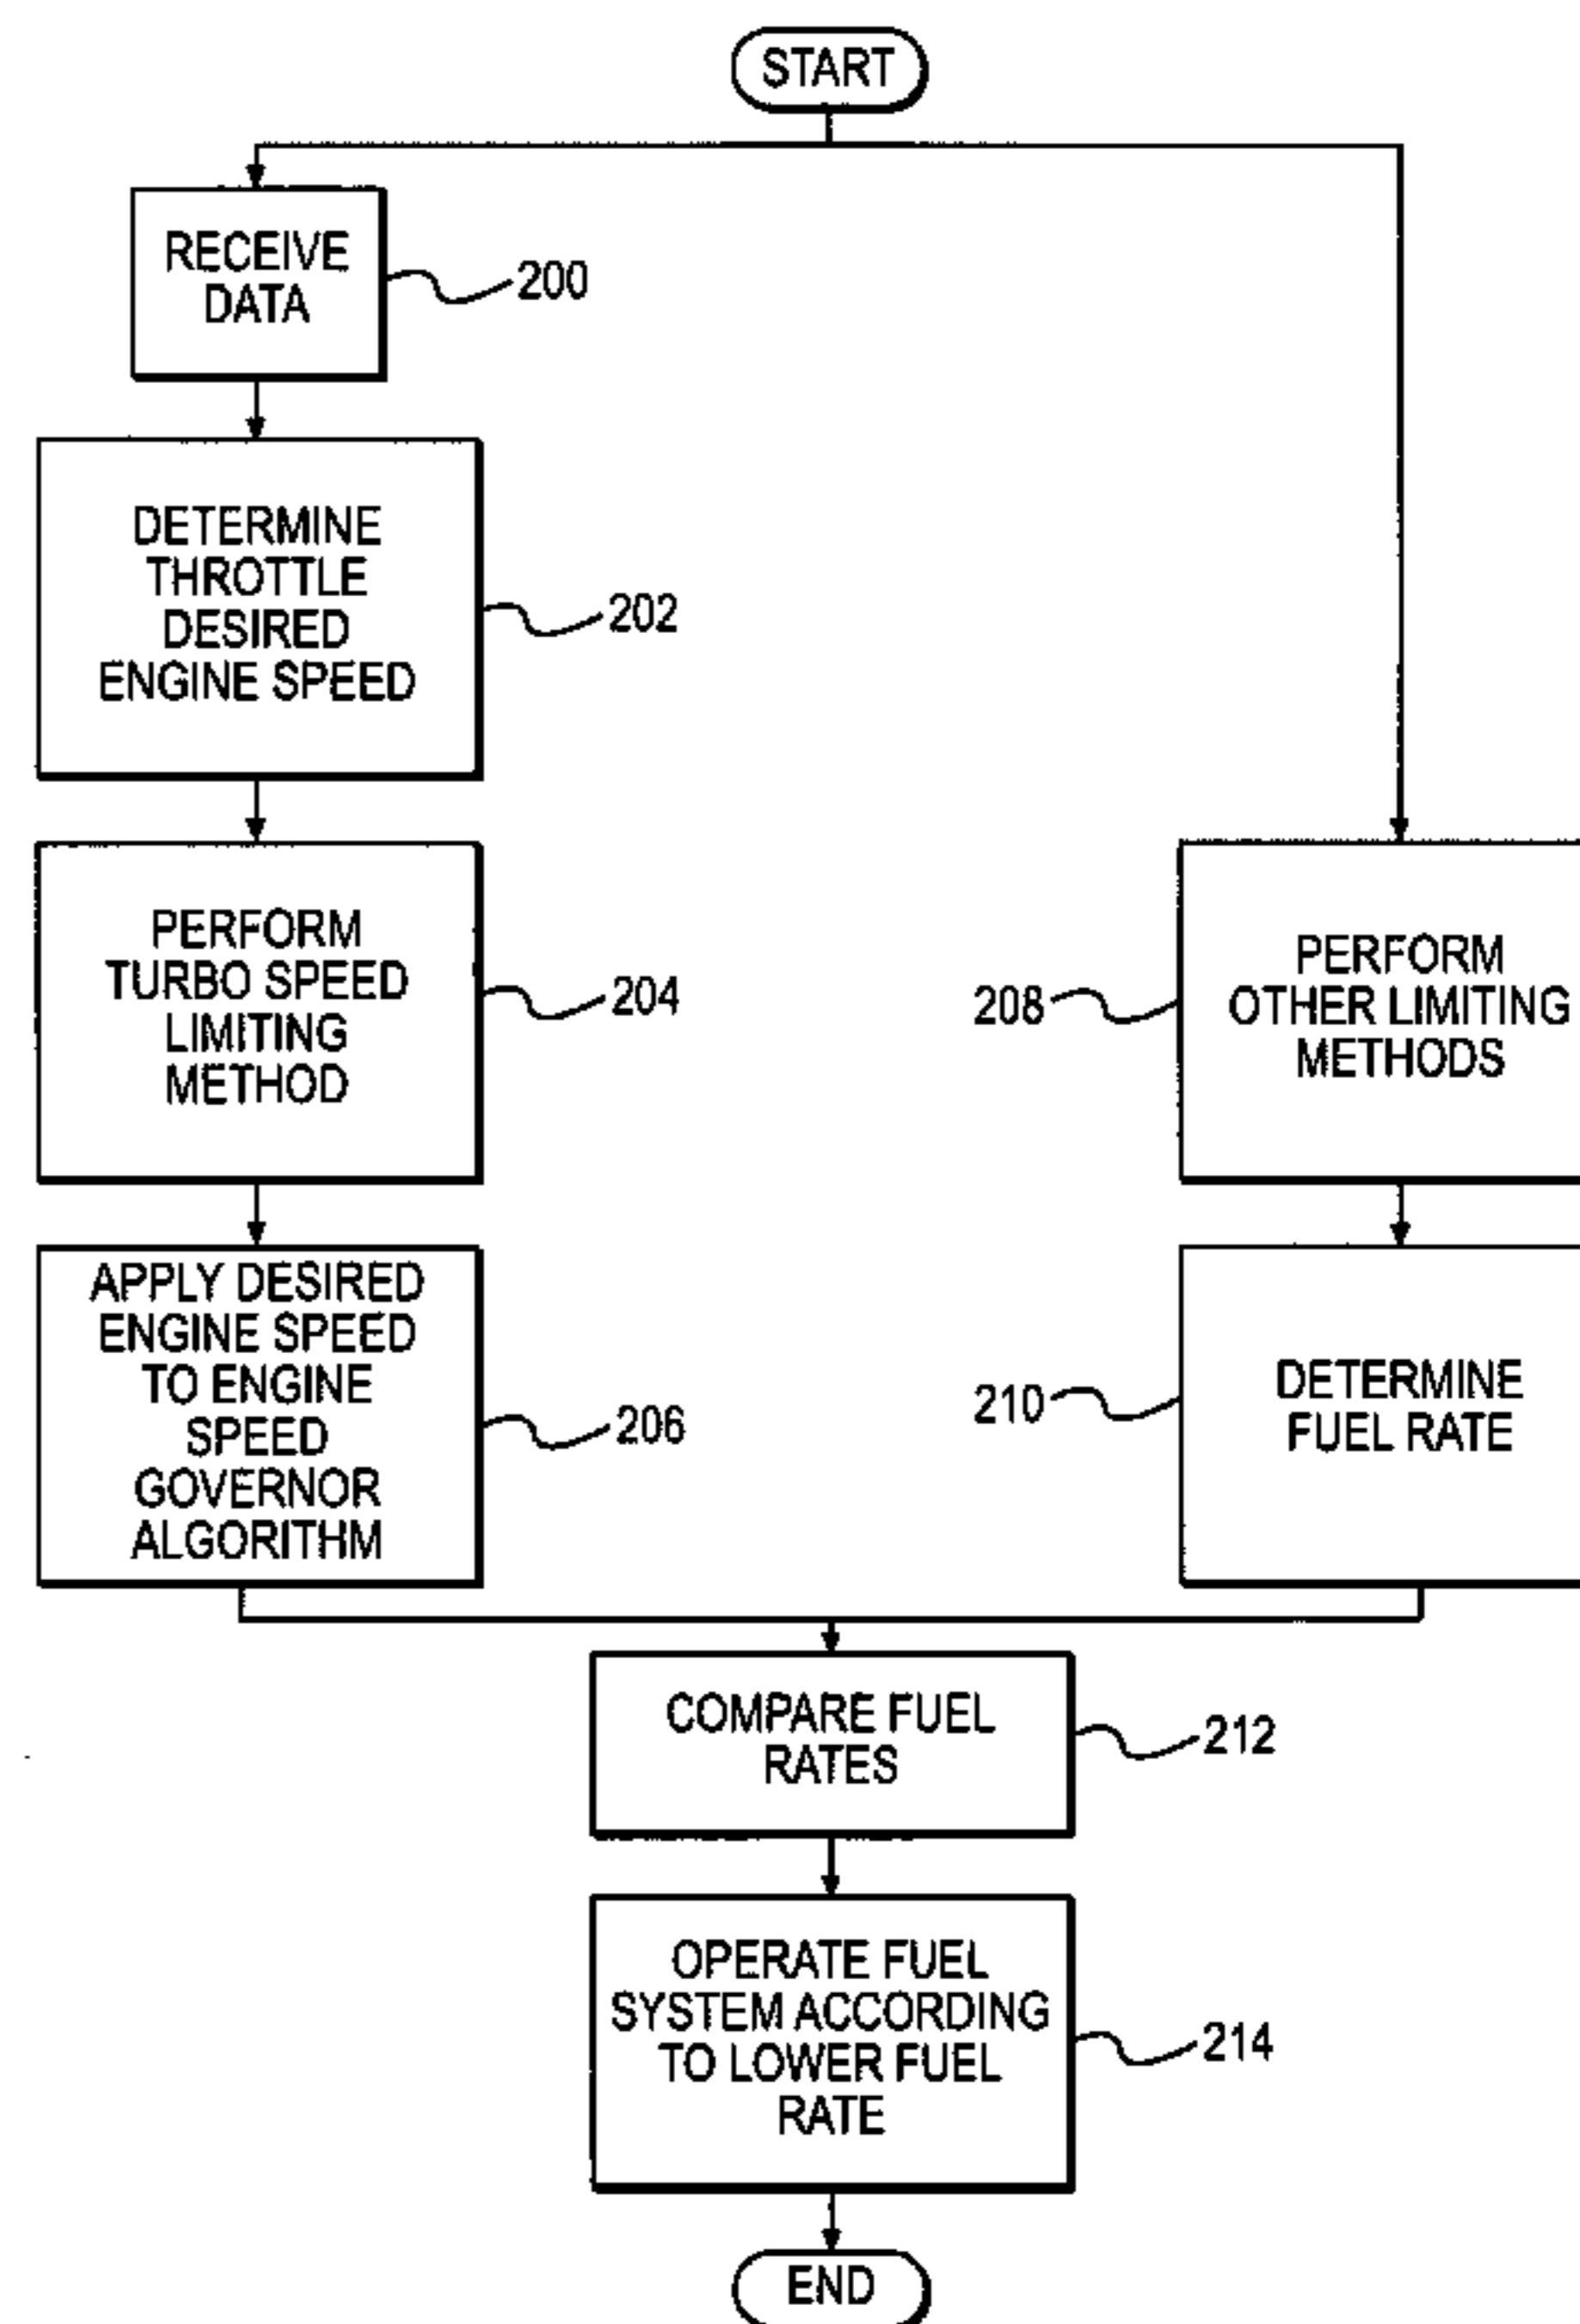 START
RECEIVE
DATA
200
DETERMINE
THROTTLE
DESIRED
ENGINE SPEED
202
PERFORM
TURBO SPEED
LIMITING
METHOD
204
PERFORM
OTHER LIMITING
METHODS
208
APPLY DESIRED
ENGINE SPEED
TO ENGINE
SPEED
GOVERNOR
ALGORITHM
206
DETERMINE
FUEL RATE
210
COMPARE FUEL
RATES
212
OPERATE FUEL
SYSTEM ACCORDING
TO LOWER FUEL
RATE
214
END